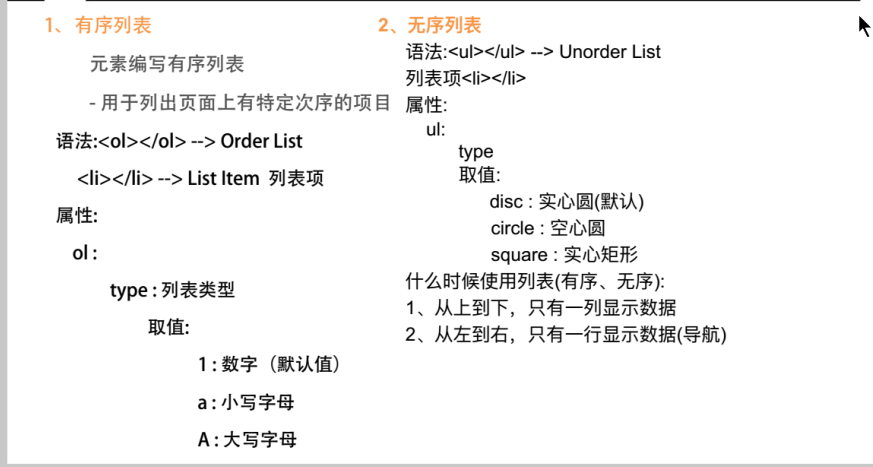 1、有序列表
元素编写有序列表
- 用于列出页面上有特定次序的项目
语法:<ol></ol> --> Order List
<li></li> --> List Item 列表项
属性:
ol :
type : 列表类型
取值:
1 : 数字（默认值）
a : 小写字母
A : 大写字母
2、无序列表
语法:<ul></ul> --> Unorder List
列表项<li></li>
属性:
ul:
type
取值:
disc : 实心圆(默认)
circle : 空心圆
square : 实心矩形
什么时候使用列表(有序、无序):
1、从上到下，只有一列显示数据
2、从左到右，只有一行显示数据(导航)